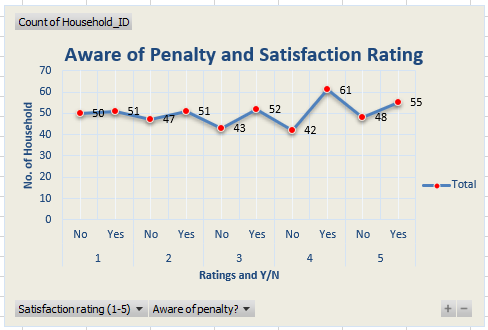 Count of Household_ID
Aware of Penalty and Satisfaction Rating
No. of Household
70
60
50
40
30
20
10
0
50 51 47 51 43 52 42 61 48 55
No Yes No Yes No Yes No Yes No Yes
1 2 3 4 5
Ratings and Y/N
Total
Satisfaction rating (1-5) Aware of penalty?
+ -